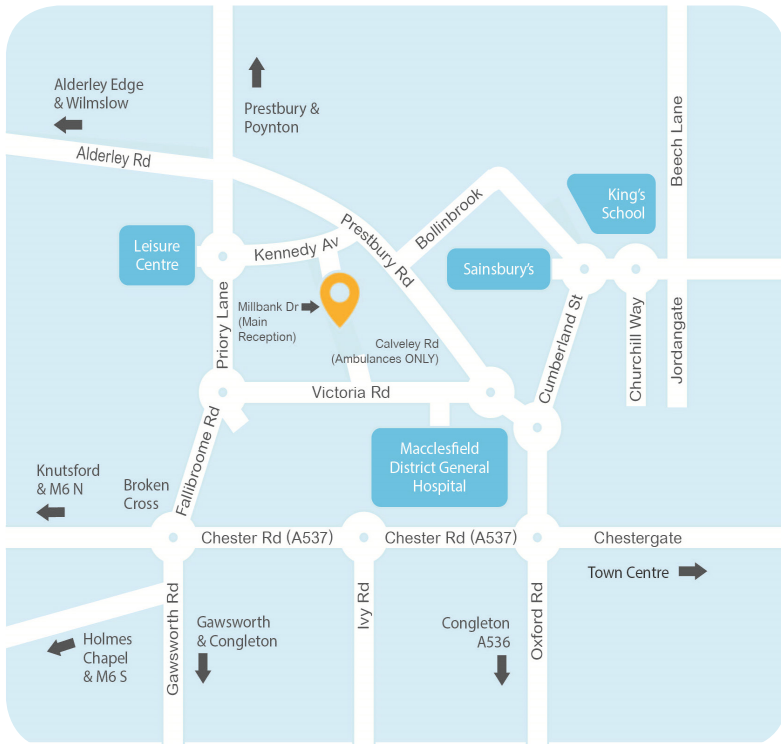 Alderley Edge
& Wilmslow
Prestbury &
Poynton
Beech Lane
Alderley Rd
King's
School
Bollinbrook
Prestbury Rd
Leisure
Centre
Kennedy Av
Sainsbury's
Millbank Dr
(Main
Reception)
Priory Lane
Calveley Rd
(Ambulances ONLY)
Cumberland St
Churchill Way
Jordangate
Victoria Rd
Fallibroome Rd
Macclesfield
District General
Hospital
Knutsford
& M6 N
Broken
Cross
Chester Rd (A537)
Chester Rd (A537)
Chestergate
Town Centre
Gawsworth Rd
Ivy Rd
Oxford Rd
Gawsworth
& Congleton
Congleton
A536
Holmes
Chapel
& M6 S